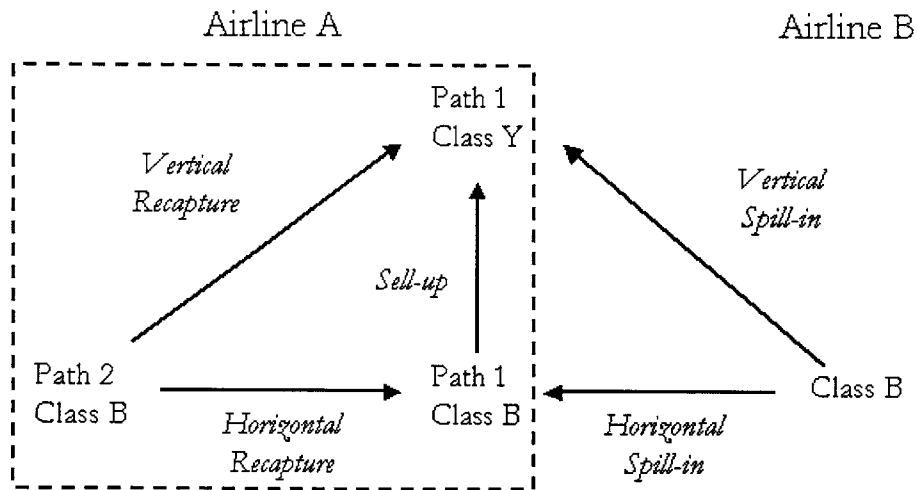 Airline A
Airline B
Path 1
Class Y
Vertical
Recapture
Vertical
Spill-in
Sell-up
Path 2
Class B
Path 1
Class B
Class B
Horizontal
Recapture
Horizontal
Spill-in